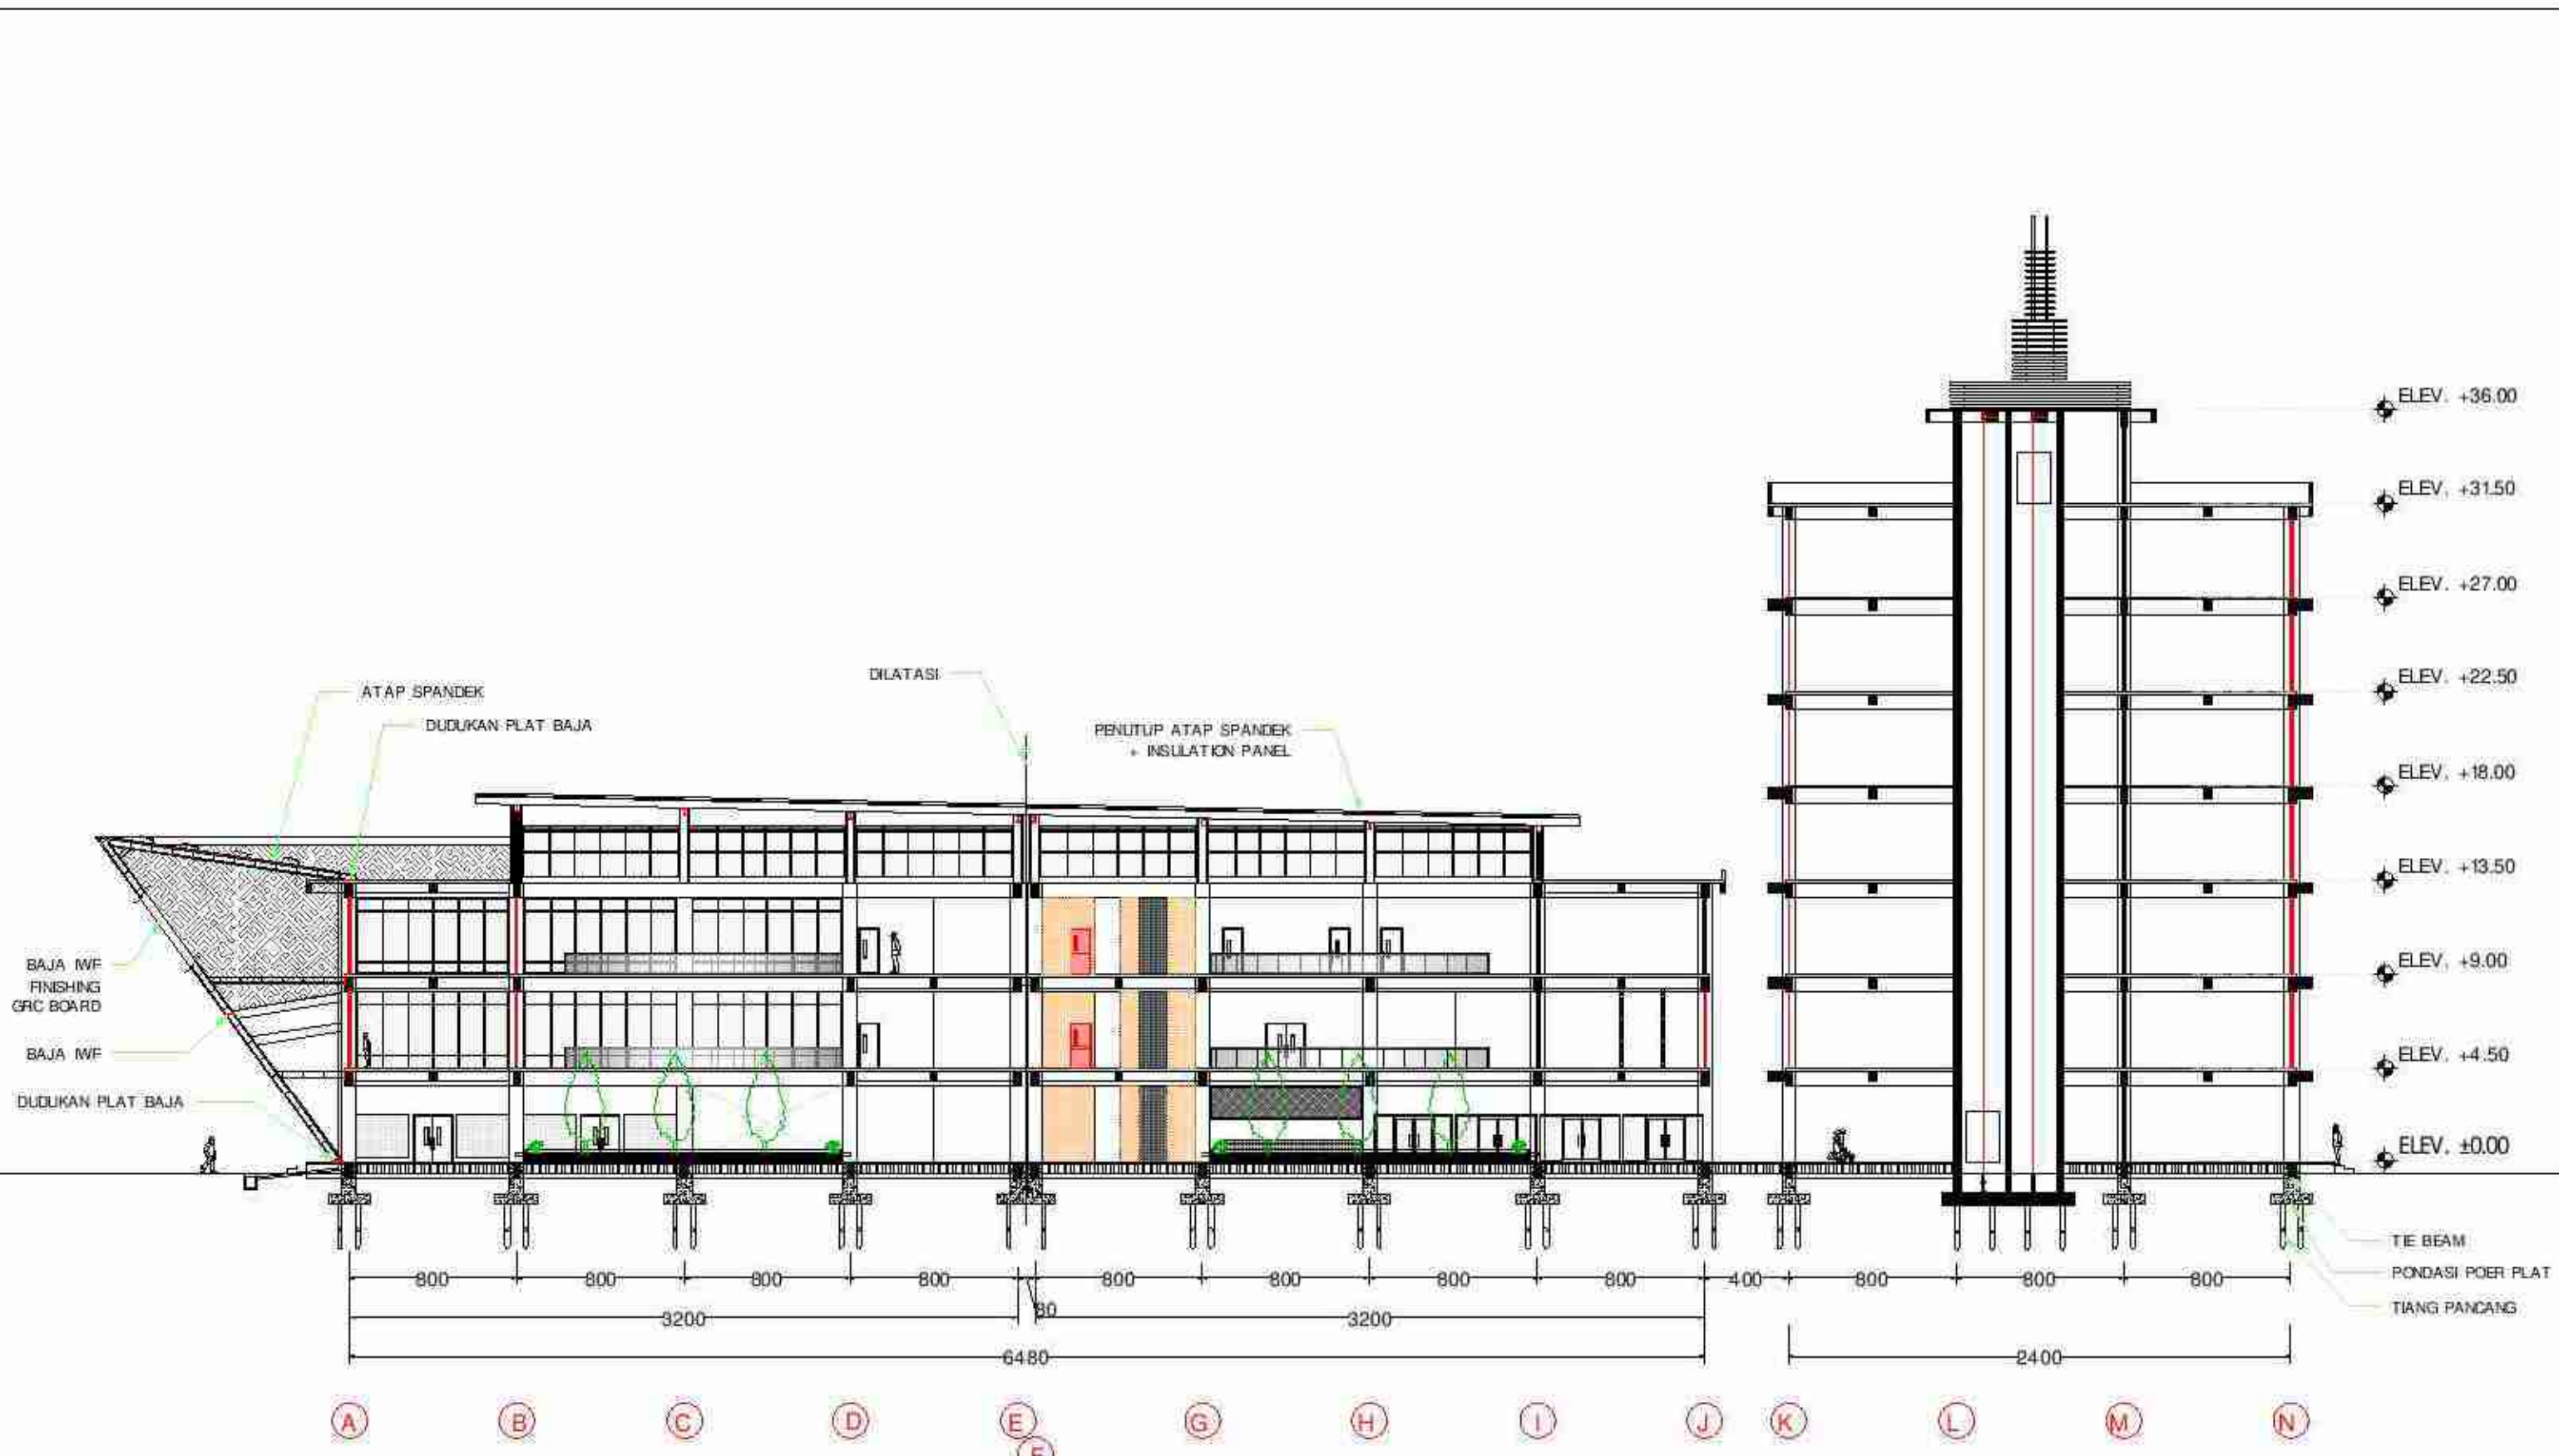 ELEV. +36.00
ELEV. +31.50
ELEV. +27.00
ELEV. +22.50
ELEV. +18.00
ELEV. +13.50
ELEV. +9.00
ELEV. +4.50
ELEV. ±0.00
DILATASI
ATAP SPANDEK
DUDUKAN PLAT BAJA
PENUTUP ATAP SPANDEK
+ INSULATION PANEL
BAJA IWF
FINISHING
GRC BOARD
BAJA IWF
DUDUKAN PLAT BAJA
L
L
TIE BEAM
PONDASI POER PLAT
TIANG PANCANG
800 800 800 800 800 800 800 800 400 800 800 800
3200 80 3200
6480 2400
A B C D E G H I J K L M N
F